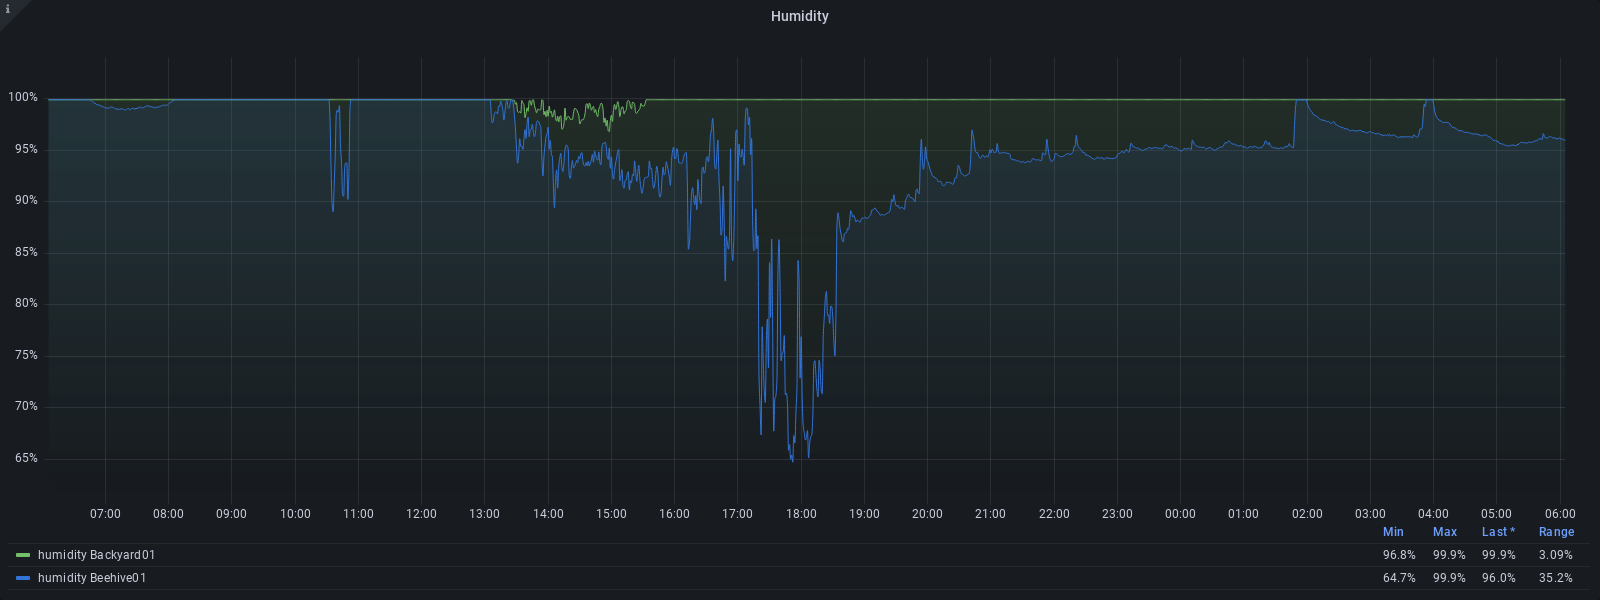 i
Humidity
100%
95%
90%
85%
80%
75%
70%
65%
07:00 08:00 09:00 10:00 11:00 12:00 13:00 14:00 15:00 16:00 17:00 18:00 19:00 20:00 21:00 22:00 23:00 00:00 01:00 02:00 03:00 04:00 05:00 06:00
Min Max Last * Range
humidity Backyard01 96.8% 99.9% 99.9% 3.09%
humidity Beehive01 64.7% 99.9% 96.0% 35.2%